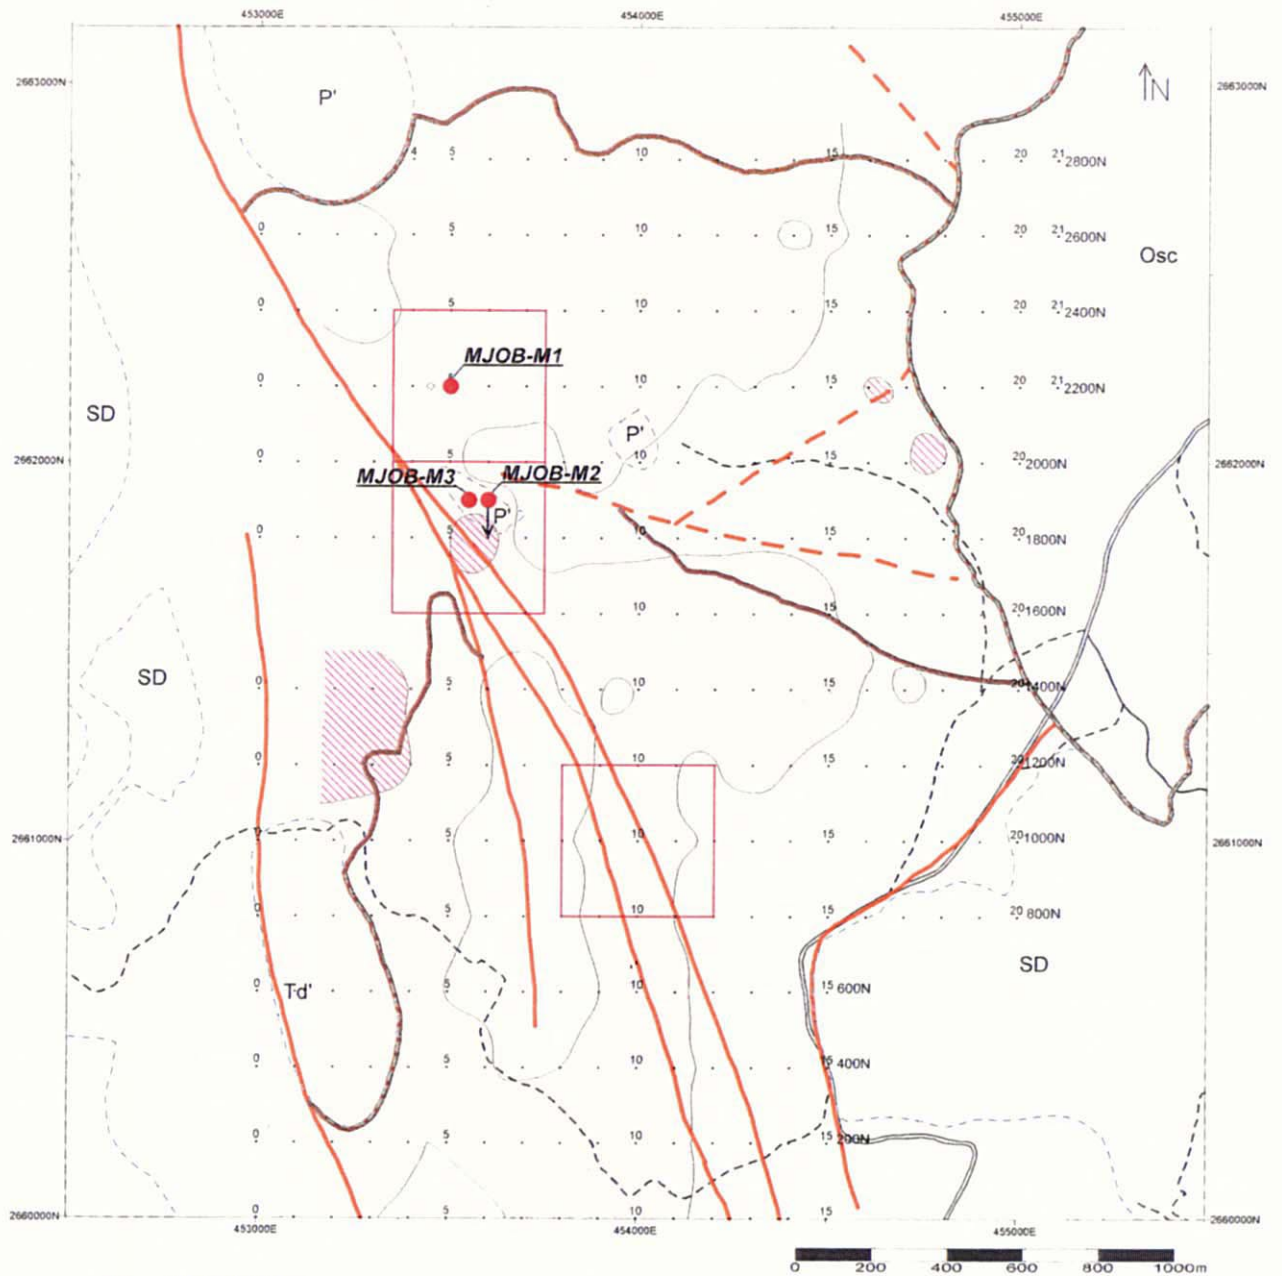 453000E 454000E 455000E
2663000N 2663000N
P'
N
4 5 10 15 20 21 2800N
0 5 10 15 20 21 2600N
Osc
0 5 10 15 20 21 2400N
MJOB-M1
0 10 15 20 21 2200N
SD
P'
2662000N 0 5 10 15 20 2000N 2662000N
MJOB-M3 MJOB-M2
P'
5 10 15 20 1800N
10 15 20 1600N
SD
0 5 15 20 1400N
0 5 10 15 20 1200N
2661000N 0 5 10 15 20 1000N 2661000N
0 5 10 15 20 800N
SD
Td'
0 5 10 15 600N
0 5 10 15 400N
0 5 10 15 200N
2660000N 0 5 10 15 2660000N
453000E 454000E 455000E
0 200 400 600 800 1000m